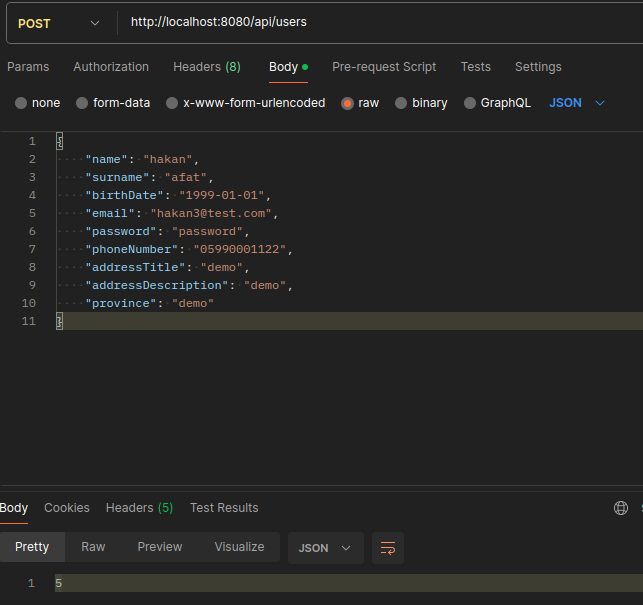 POST http://localhost:8080/api/users
Params Authorization Headers (8) Body Pre-request Script Tests Settings
none form-data x-www-form-urlencoded raw binary GraphQL JSON
1 {
2 "name": "hakan",
3 "surname": "afat",
4 "birthDate": "1999-01-01",
5 "email": "hakan3@test.com",
6 "password": "password",
7 "phoneNumber": "05990001122",
8 "addressTitle": "demo",
9 "addressDescription": "demo",
10 "province": "demo"
11 }
Body Cookies Headers (5) Test Results
Pretty Raw Preview Visualize JSON
1 5